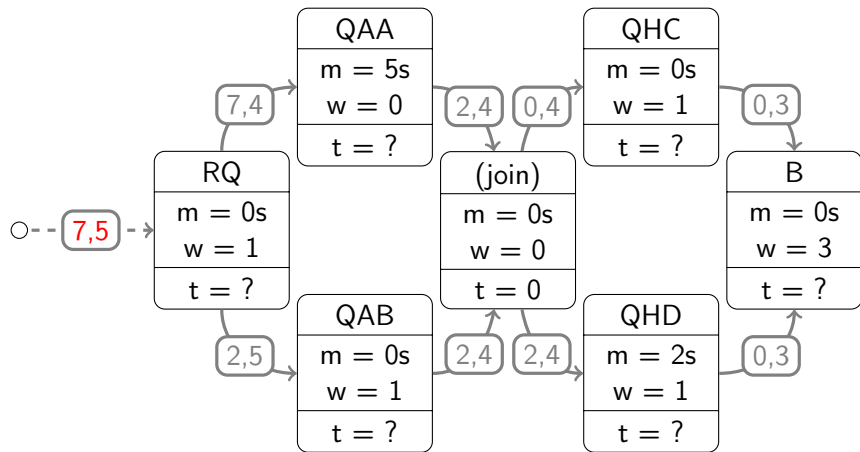 QAA
m = 5s
w = 0
t = ?
QHC
m = 0s
w = 1
t = ?
7,4
2,4
0,4
0,3
RQ
m = 0s
w = 1
t = ?
(join)
m = 0s
w = 0
t = 0
B
m = 0s
w = 3
t = ?
7,5
QAB
m = 0s
w = 1
t = ?
QHD
m = 2s
w = 1
t = ?
2,5
2,4
2,4
0,3